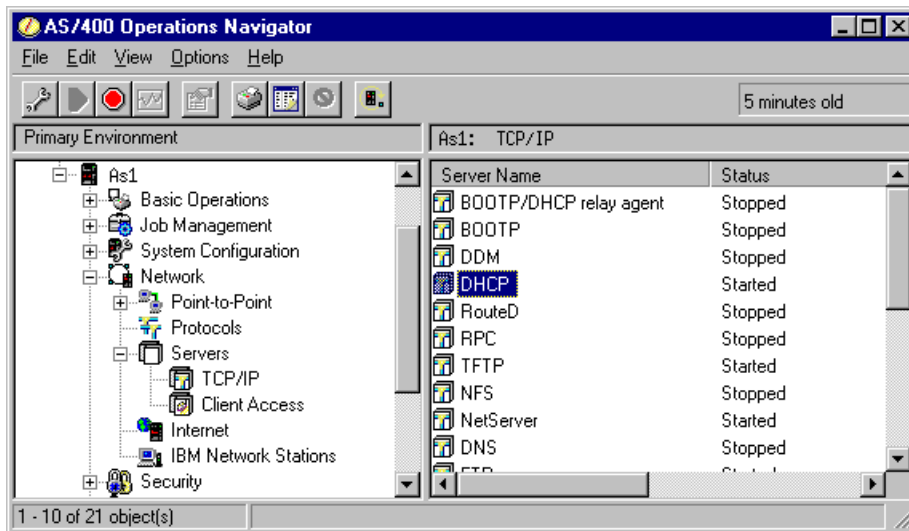 AS/400 Operations Navigator
File Edit View Options Help
5 minutes old
Primary Environment
As1: TCP/IP
As1
Basic Operations
Job Management
System Configuration
Network
Point-to-Point
Protocols
Servers
TCP/IP
Client Access
Internet
IBM Network Stations
Security
Server Name Status
BOOTP/DHCP relay agent Stopped
BOOTP Stopped
DDM Stopped
DHCP Started
RouteD Stopped
RPC Stopped
TFTP Started
NFS Stopped
NetServer Started
DNS Stopped
1 - 10 of 21 object(s)